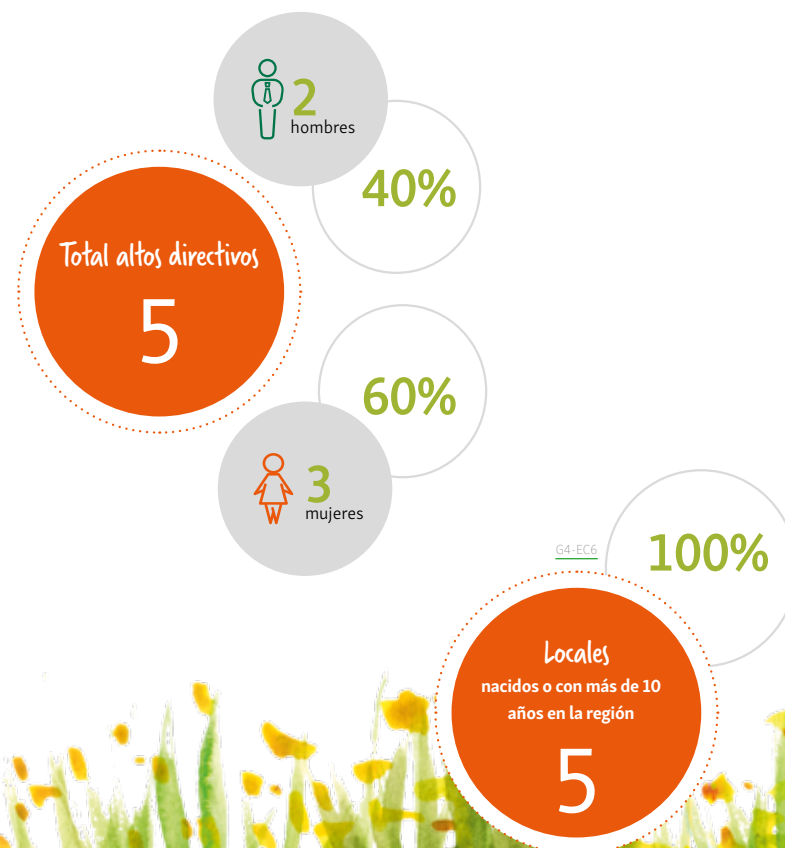 2
hombres
40%
Total altos directivos
5
60%
3
mujeres
G4-EC6
100%
Locales
nacidos o con más de 10
años en la región
5